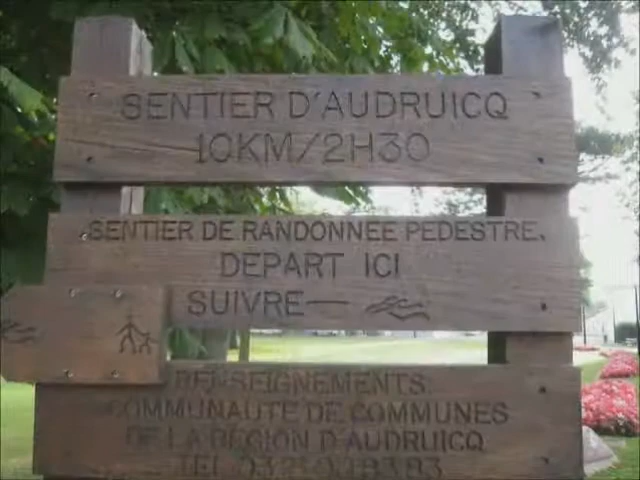 SENTIER D'AUDRUICQ
10KM/2H30
SENTIER DE RANDONNEE PEDESTRE.
DEPART ICI
SUIVRE—
RENSEIGNEMENTS
COMMUNAUTE DE COMMUNES
DE LA REGION D'AUDRUICQ
TEL